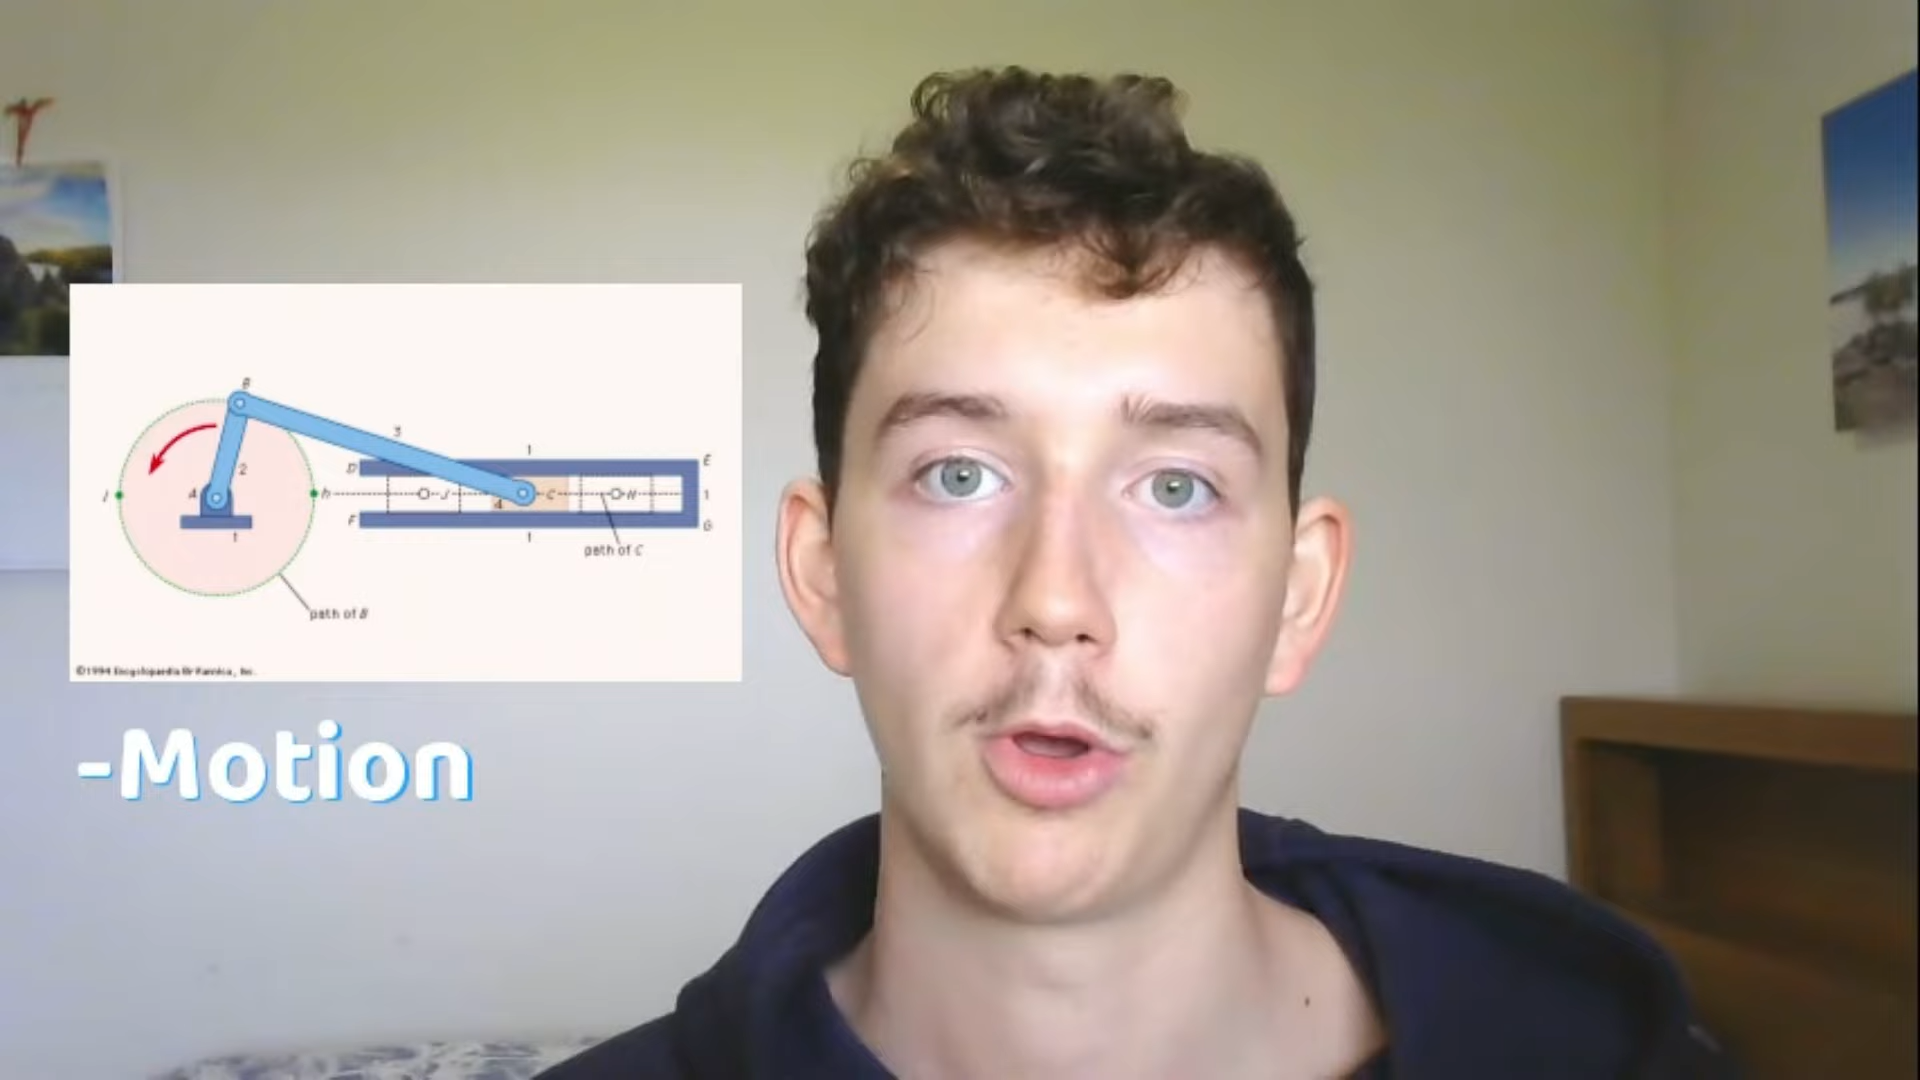 B
3
1
D
E
2
A
J
h
J
C
H
1
4
F
G
1
1
path of C
path of B
©1994 Encyclopaedia Britannica, Inc.
-Motion